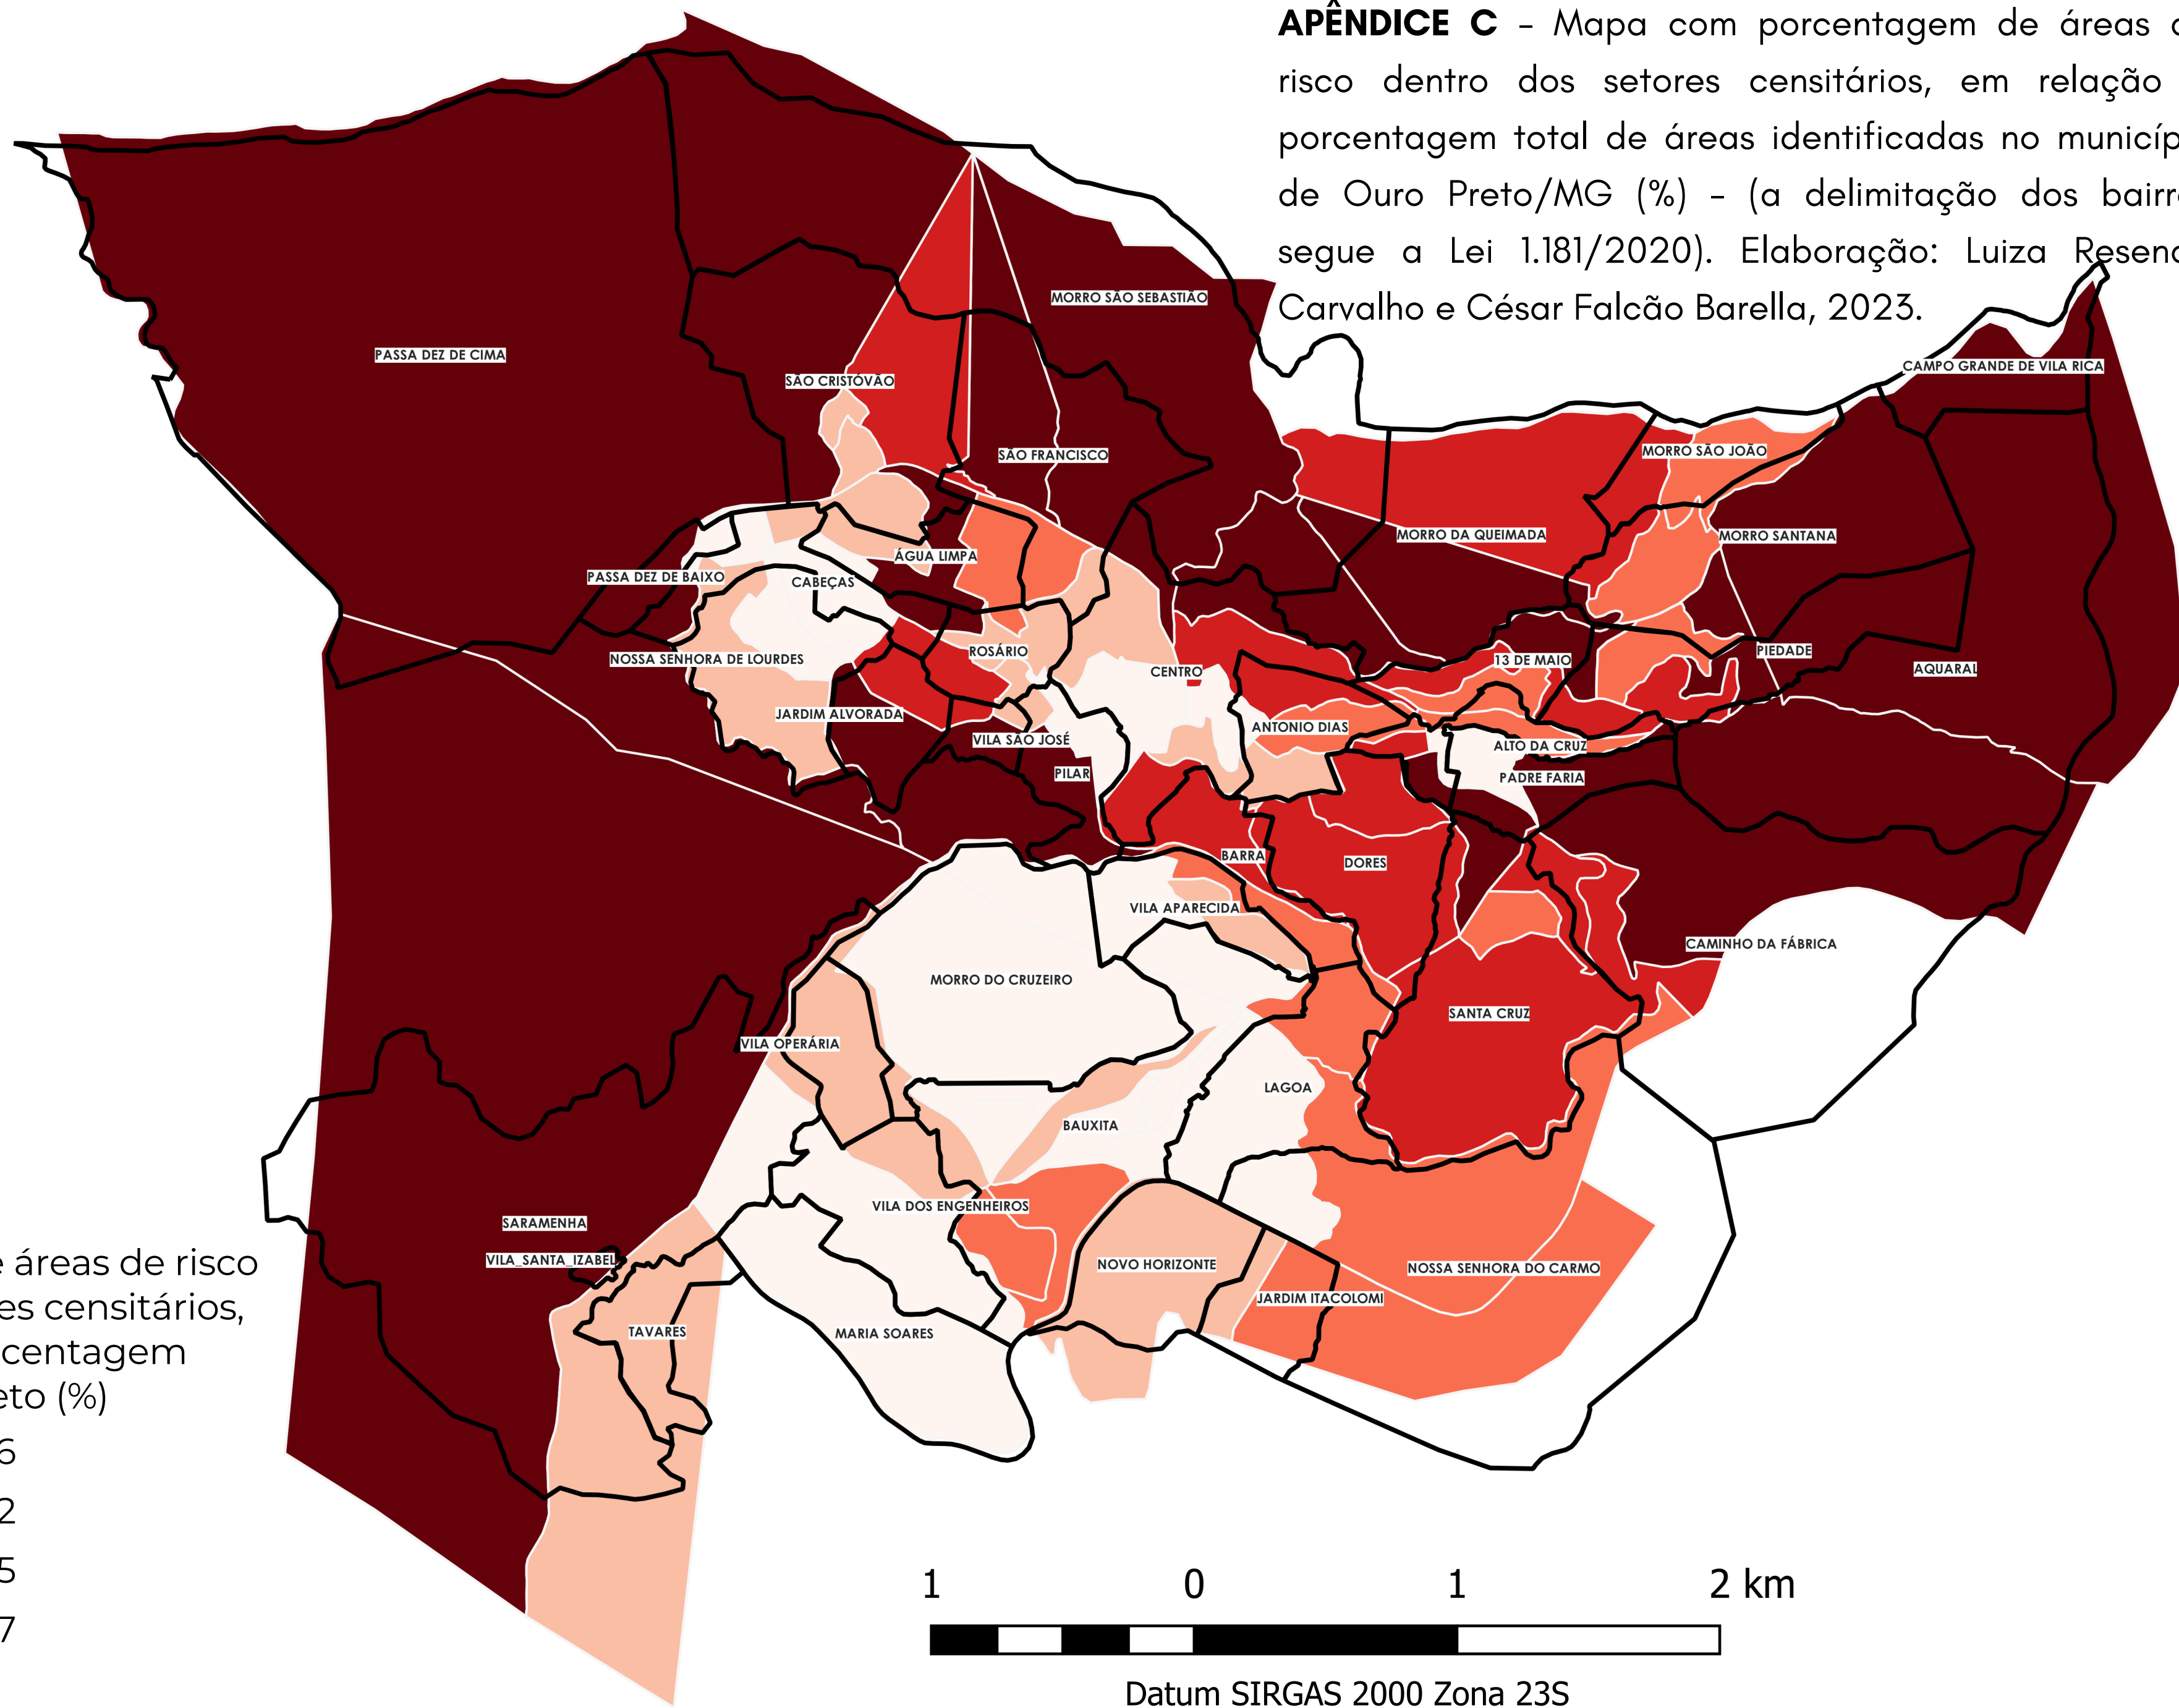 APÊNDICE C - Mapa com porcentagem de áreas
risco dentro dos setores censitários, em relação
porcentagem total de áreas identificadas no
de Ouro Preto/MG (%) - (a delimitação dos
segue a Lei 1.181/2020). Elaboração: Luiza
Carvalho e César Falcão Barella, 2023.
MORRO SÃO SEBASTIÃO
PASSA DEZ DE CIMA
CAMPO GRANDE DE VILA RICA
SÃO CRISTÓVÃO
SÃO FRANCISCO
MORRO SÃO JOÃO
MORRO DA QUEIMADA
MORRO SANTANA
ÁGUA LIMPA
PASSA DEZ DE BAIXO
CABEÇAS
ROSÁRIO
PIEDADE
NOSSA SENHORA DE LOURDES
13 DE MAIO
AQUARAL
CENTRO
JARDIM ALVORADA
ANTONIO DIAS
VILA SÃO JOSÉ
ALTO DA CRUZ
PILAR
PADRE FARIA
BARRA
DORES
VILA APARECIDA
CAMINHO DA FÁBRICA
MORRO DO CRUZEIRO
SANTA CRUZ
VILA OPERÁRIA
LAGOA
BAUXITA
VILA DOS ENGENHEIROS
SARAMENHA
VILA_SANTA_IZABEL
NOVO HORIZONTE
NOSSA SENHORA DO CARMO
JARDIM ITACOLOMI
TAVARES
MARIA SOARES
e áreas de risco
es censitários,
centagem
eto (%)
6
2
5
7
1 0 1 2 km
Datum SIRGAS 2000 Zona 23S